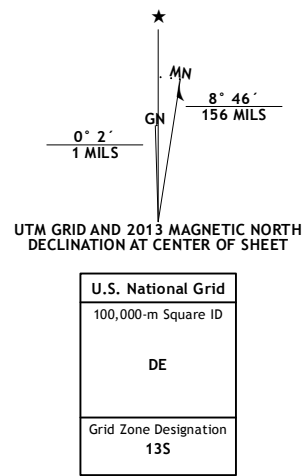 ★
MN
GN
8° 46´
156 MILS
0° 2´
1 MILS
UTM GRID AND 2013 MAGNETIC NORTH
DECLINATION AT CENTER OF SHEET
U.S. National Grid
100,000-m Square ID
DE
Grid Zone Designation
13S